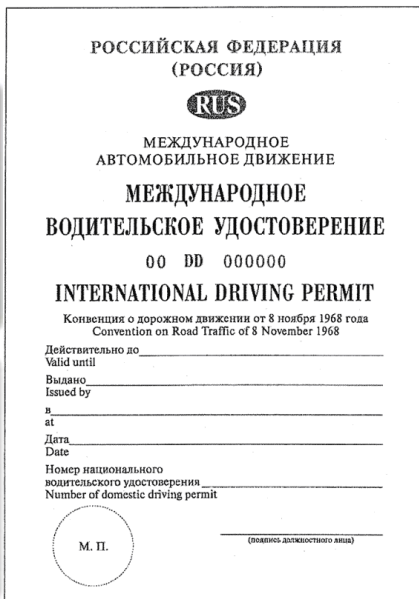 РОССИЙСКАЯ ФЕДЕРАЦИЯ
(РОССИЯ)
RUS
МЕЖДУНАРОДНОЕ
АВТОМОБИЛЬНОЕ ДВИЖЕНИЕ
МЕЖДУНАРОДНОЕ
ВОДИТЕЛЬСКОЕ УДОСТОВЕРЕНИЕ
00 DD 000000
INTERNATIONAL DRIVING PERMIT
Конвенция о дорожном движении от 8 ноября 1968 года
Convention on Road Traffic of 8 November 1968
Действительно до
Valid until
Выдано
Issued by
в
at
Дата
Date
Номер национального
водительского удостоверения
Number of domestic driving permit
М. П.
(подпись должностного лица)